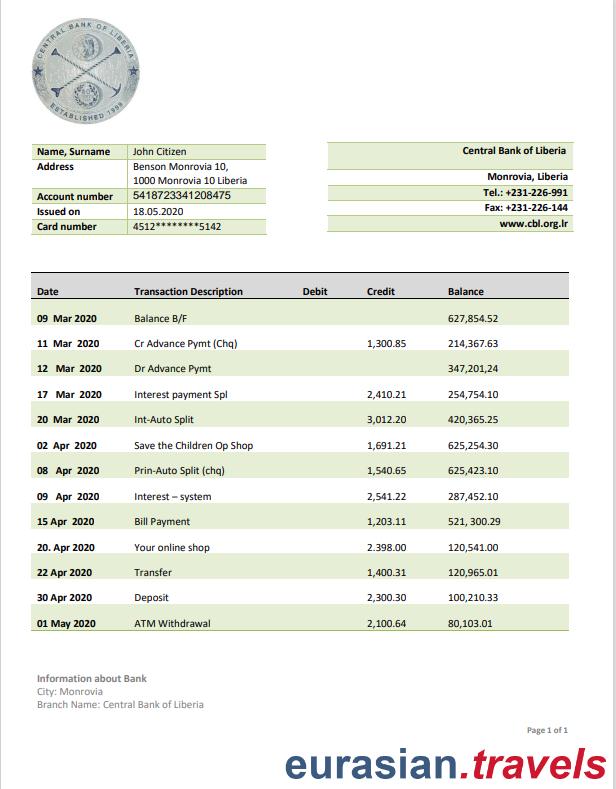 CENTRAL BANK OF LIBERIA
ESTABLISHED 1999
Name, Surname John Citizen
Address Benson Monrovia 10,
1000 Monrovia 10 Liberia
Account number 5418723341208475
Issued on 18.05.2020
Card number 4512********5142
Central Bank of Liberia
Monrovia, Liberia
Tel.: +231-226-991
Fax: +231-226-144
www.cbl.org.lr
Date Transaction Description Debit Credit Balance
09 Mar 2020 Balance B/F 627,854.52
11 Mar 2020 Cr Advance Pymt (Chq) 1,300.85 214,367.63
12 Mar 2020 Dr Advance Pymt 347,201,24
17 Mar 2020 Interest payment Spl 2,410.21 254,754.10
20 Mar 2020 Int-Auto Split 3,012.20 420,365.25
02 Apr 2020 Save the Children Op Shop 1,691.21 625,254.30
08 Apr 2020 Prin-Auto Split (chq) 1,540.65 625,423.10
09 Apr 2020 Interest – system 2,541.22 287,452.10
15 Apr 2020 Bill Payment 1,203.11 521, 300.29
20. Apr 2020 Your online shop 2.398.00 120,541.00
22 Apr 2020 Transfer 1,400.31 120,965.01
30 Apr 2020 Deposit 2,300.30 100,210.33
01 May 2020 ATM Withdrawal 2,100.64 80,103.01
Information about Bank
City: Monrovia
Branch Name: Central Bank of Liberia
Page 1 of 1
eurasian.travels